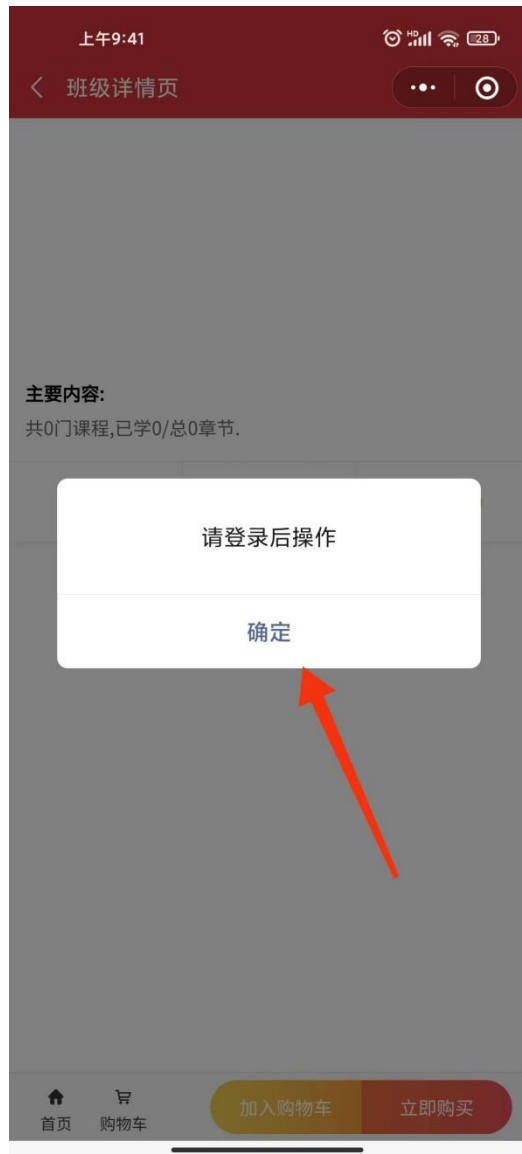 上午9:41
28
班级详情页
主要内容:
共0门课程,已学0/总0章节.
请登录后操作
确定
首页
购物车
加入购物车
立即购买